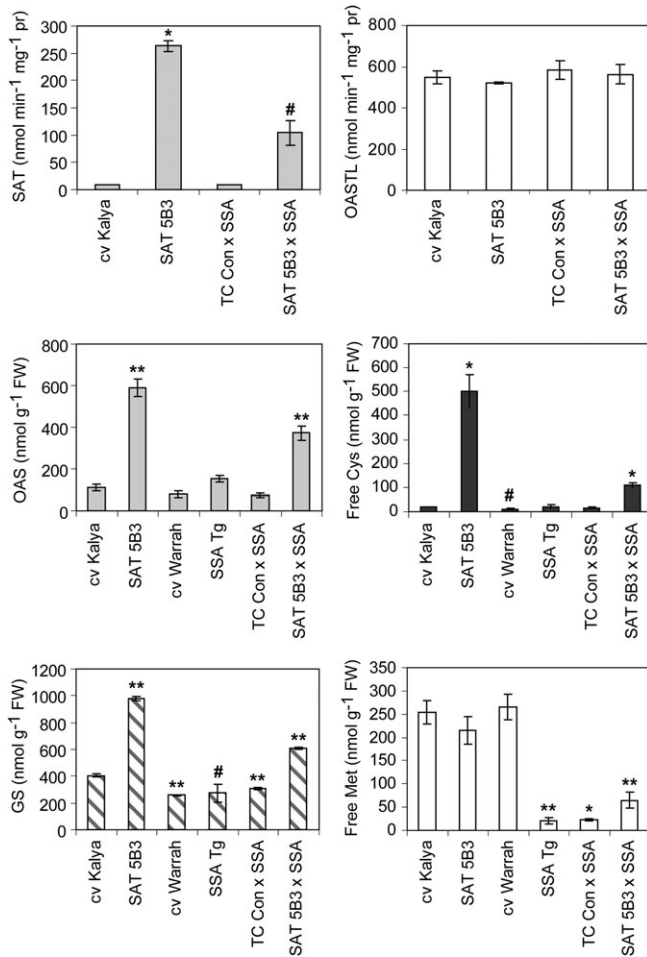 SAT (nmol min⁻¹ mg⁻¹ pr)
300
250
200
150
100
50
0
*
#
cv Kalya
SAT 5B3
TC Con x SSA
SAT 5B3 x SSA
OASTL (nmol min⁻¹ mg⁻¹ pr)
800
600
400
200
0
cv Kalya
SAT 5B3
TC Con x SSA
SAT 5B3 x SSA
OAS (nmol g⁻¹ FW)
800
600
400
200
0
**
**
cv Kalya
SAT 5B3
cv Warrah
SSA Tg
TC Con x SSA
SAT 5B3 x SSA
Free Cys (nmol g⁻¹ FW)
700
600
500
400
300
200
100
0
*
#
*
cv Kalya
SAT 5B3
cv Warrah
SSA Tg
TC Con x SSA
SAT 5B3 x SSA
GS (nmol g⁻¹ FW)
1200
1000
800
600
400
200
0
**
**
#
**
**
cv Kalya
SAT 5B3
cv Warrah
SSA Tg
TC Con x SSA
SAT 5B3 x SSA
Free Met (nmol g⁻¹ FW)
350
300
250
200
150
100
50
0
**
*
**
cv Kalya
SAT 5B3
cv Warrah
SSA Tg
TC Con x SSA
SAT 5B3 x SSA